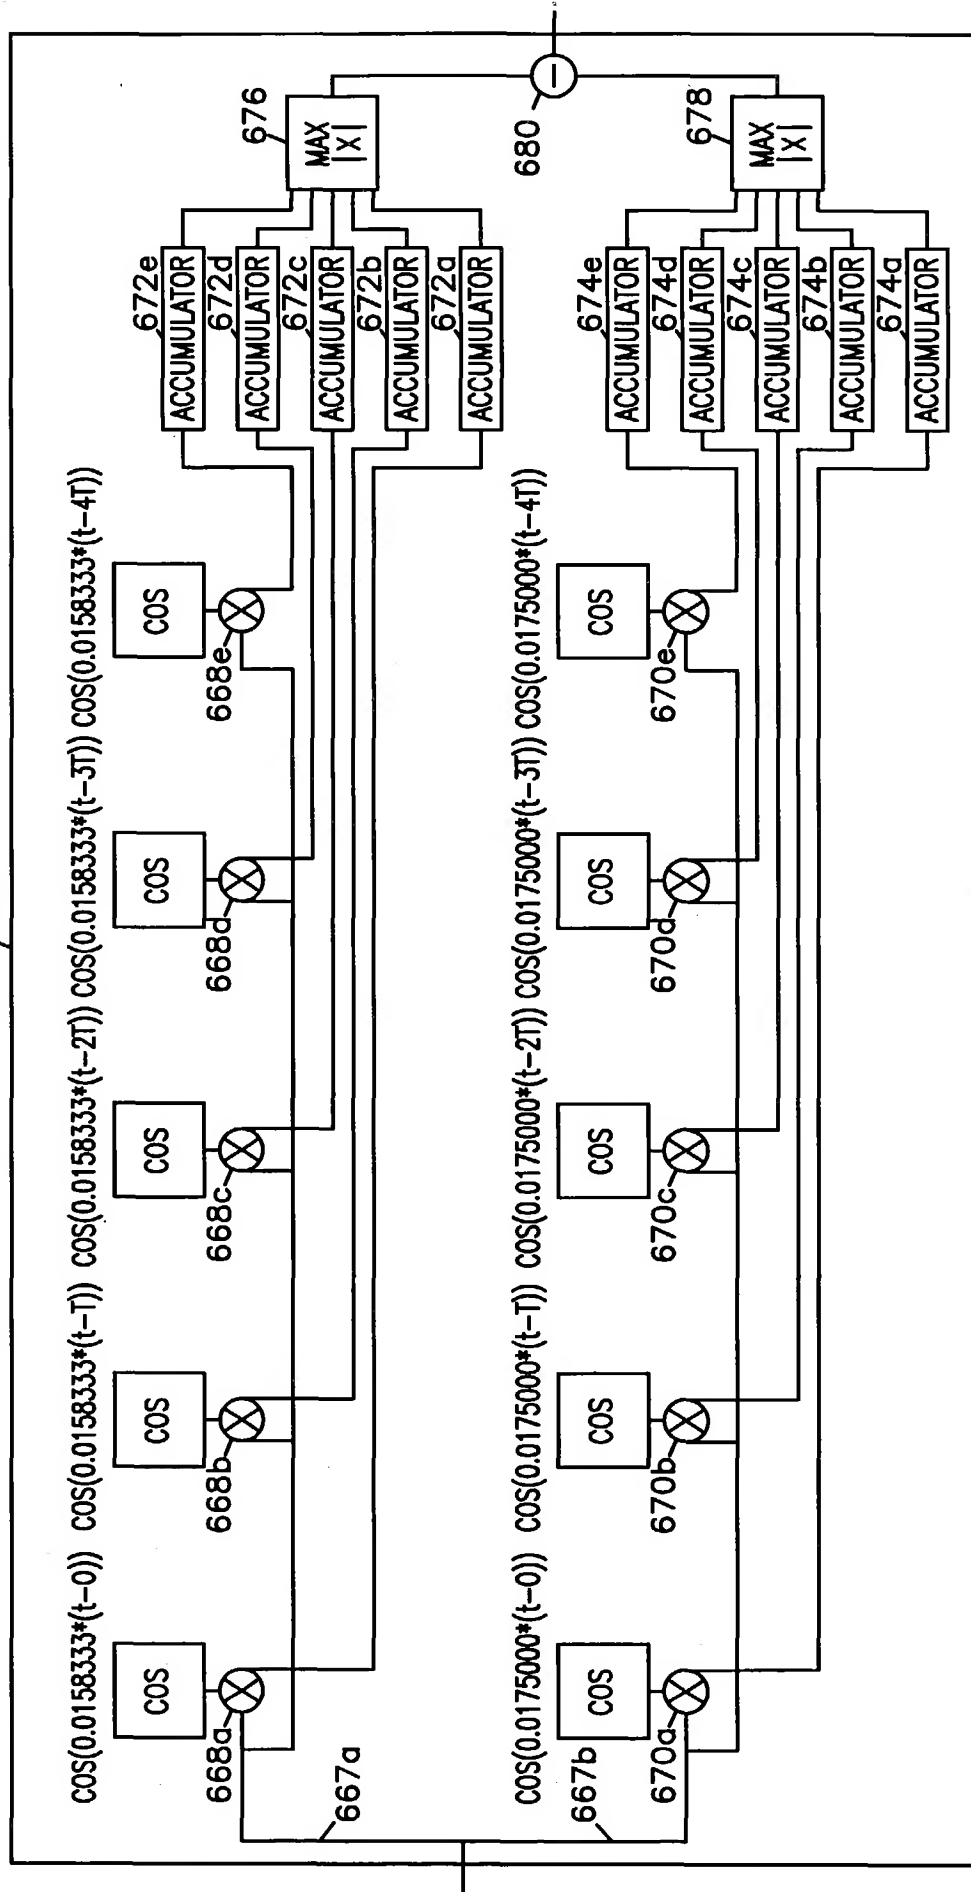 COS(0.0158333*(t-0)) COS(0.0158333*(t-T)) COS(0.0158333*(t-2T)) COS(0.0158333*(t-3T)) COS(0.0158333*(t-4T))
COS COS COS COS COS
668a 668b 668c 668d 668e
667a
672e
ACCUMULATOR
672d
ACCUMULATOR
672c
ACCUMULATOR
672b
ACCUMULATOR
672a
ACCUMULATOR
676
MAX
|X|
680
−
COS(0.0175000*(t-0)) COS(0.0175000*(t-T)) COS(0.0175000*(t-2T)) COS(0.0175000*(t-3T)) COS(0.0175000*(t-4T))
COS COS COS COS COS
667b
670a 670b 670c 670d 670e
674e
ACCUMULATOR
674d
ACCUMULATOR
674c
ACCUMULATOR
674b
ACCUMULATOR
674a
ACCUMULATOR
678
MAX
|X|